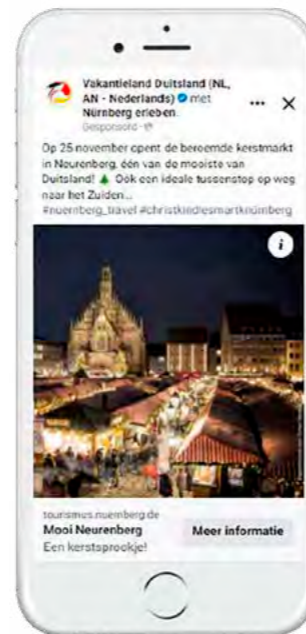 Vakantieland Duitsland (NL,
AN - Nederlands) met
Nürnberg erleben.
Gesponsord
Op 25 november opent de beroemde kerstmarkt
in Neurenberg, één van de mooiste van
Duitsland! 🎄 Ook een ideale tussenstop op weg
naar het Zuiden...
#nuernberg_travel #christkindlesmarktnürnberg
i
tourismus.nuernberg.de
Mooi Neurenberg
Een kerstsprookje!
Meer informatie